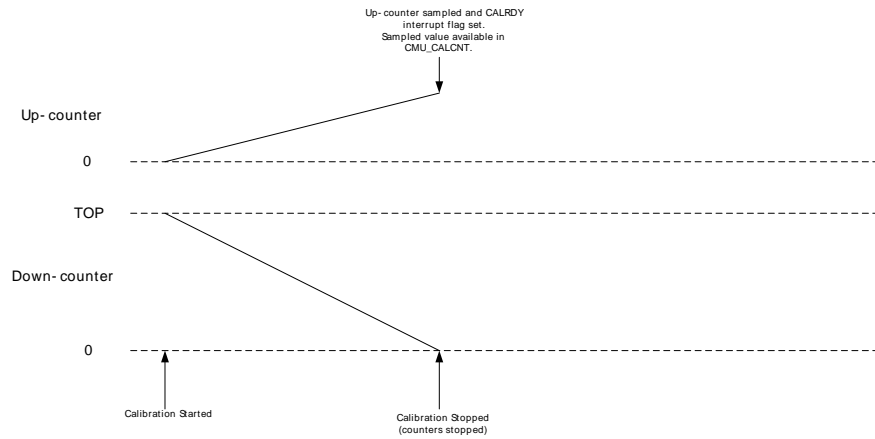 Up-counter sampled and CALRDY
interrupt flag set.
Sampled value available in
CMU_CALCNT.
Up-counter
0
TOP
Down-counter
0
Calibration Started
Calibration Stopped
(counters stopped)